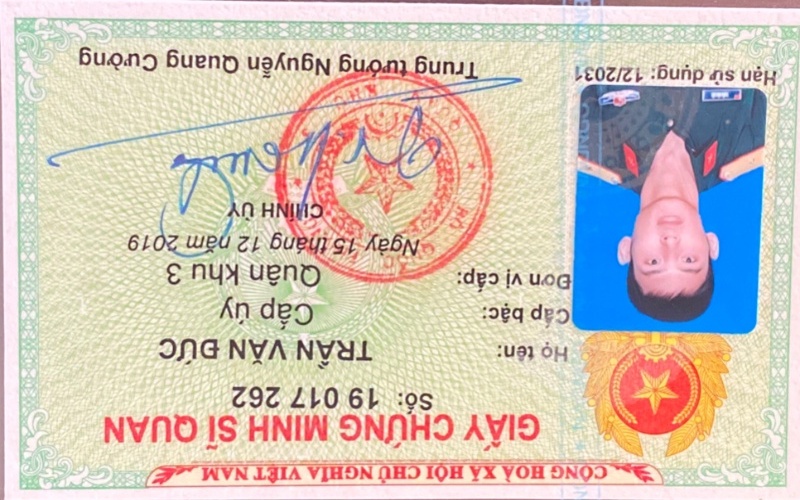 CỘNG HOÀ XÃ HỘI CHỦ NGHĨA VIỆT NAM
GIẤY CHỨNG MINH SĨ QUAN
Số: 19 017 262
Họ tên: TRẦN VĂN ĐỨC
Cấp bậc: Cấp úy
Đơn vị cấp: Quân khu 3
Ngày 15 tháng 12 năm 2019
CHÍNH ỦY
Hạn sử dụng: 12/2031
Trung tướng Nguyễn Quang Cường